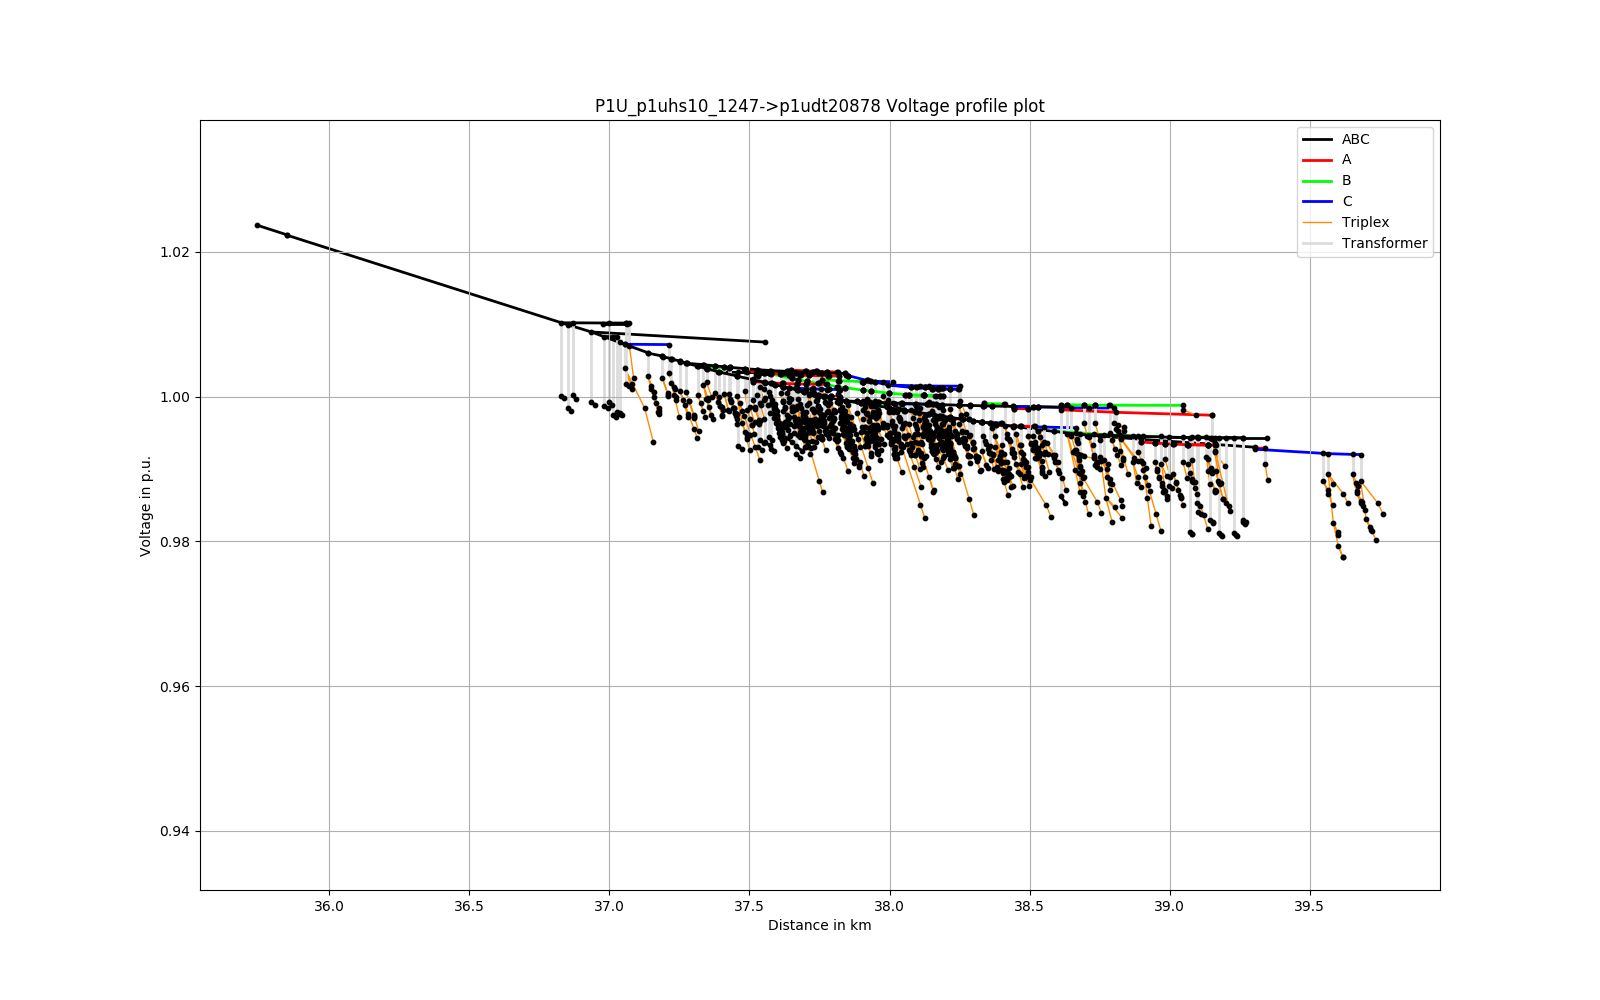 P1U_p1uhs10_1247->p1udt20878 Voltage profile plot
ABC
A
B
C
Triplex
Transformer
1.02
1.00
0.98
0.96
0.94
Voltage in p.u.
36.0 36.5 37.0 37.5 38.0 38.5 39.0 39.5
Distance in km